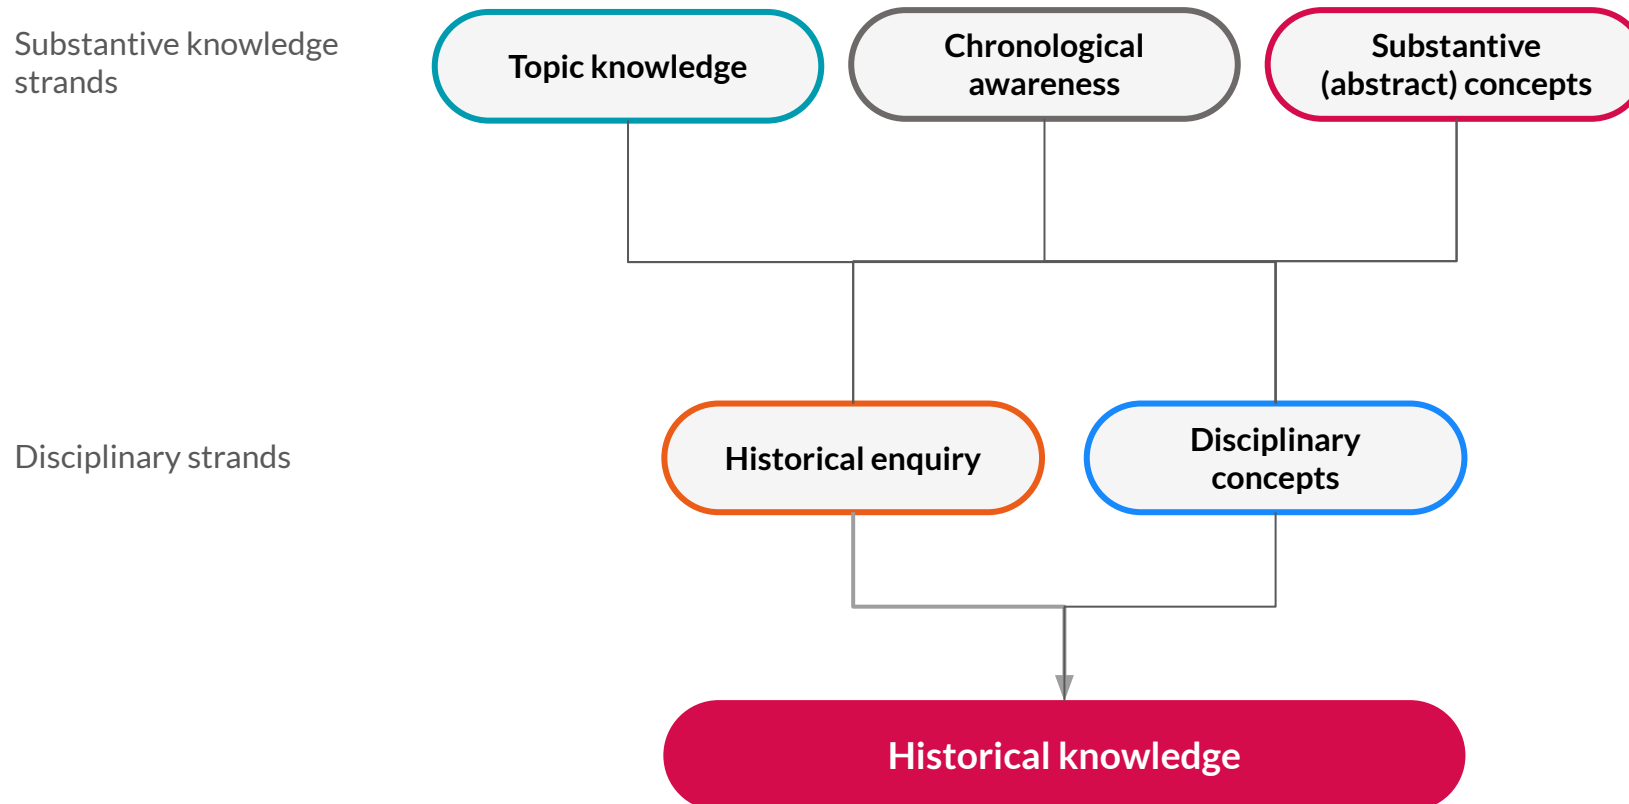 Substantive knowledge
strands
Topic knowledge
Chronological
awareness
Substantive
(abstract) concepts
Disciplinary strands
Historical enquiry
Disciplinary
concepts
Historical knowledge